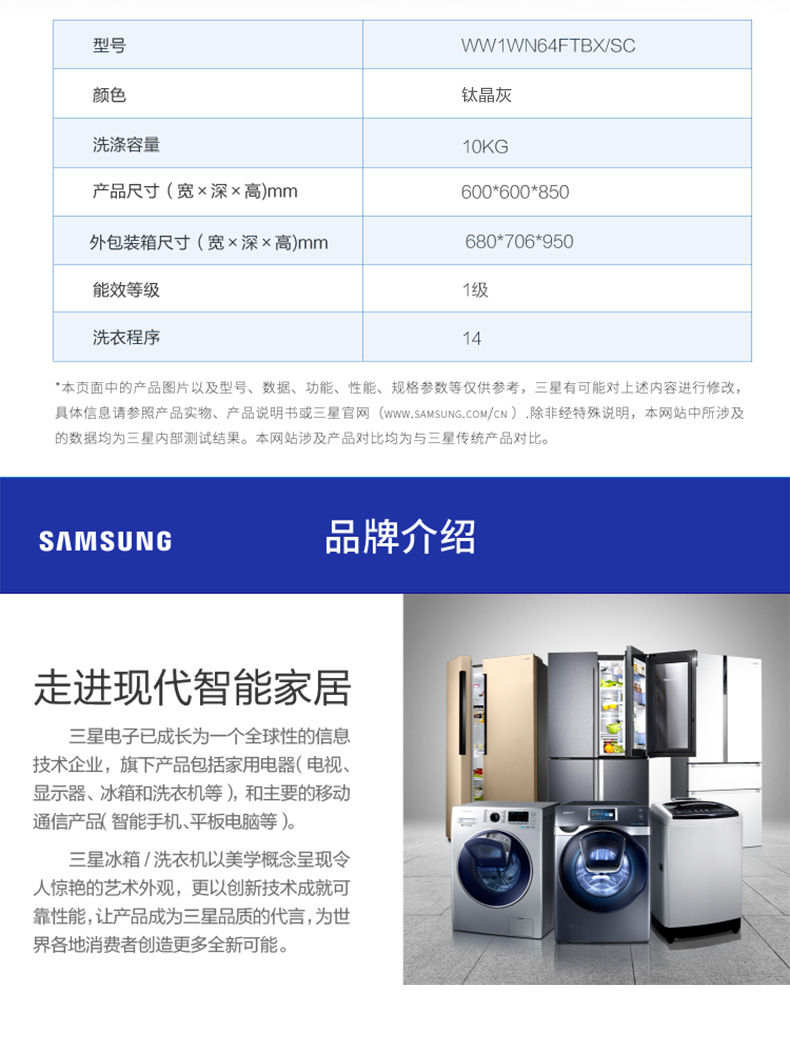 型号 WW1WN64FTBX/SC
颜色 钛晶灰
洗涤容量 10KG
产品尺寸（宽×深×高)mm 600*600*850
外包装箱尺寸（宽×深×高)mm 680*706*950
能效等级 1级
洗衣程序 14
*本页面中的产品图片以及型号、数据、功能、性能、规格参数等仅供参考，三星有可能对上述内容进行修改，
具体信息请参照产品实物、产品说明书或三星官网（WWW.SAMSUNG.COM/CN）.除非经特殊说明，本网站中所涉及
的数据均为三星内部测试结果。本网站涉及产品对比均为与三星传统产品对比。
SAMSUNG 品牌介绍
走进现代智能家居
三星电子已成长为一个全球性的信息
技术企业，旗下产品包括家用电器（电视、
显示器、冰箱和洗衣机等），和主要的移动
通信产品（智能手机、平板电脑等）。
三星冰箱/洗衣机以美学概念呈现令
人惊艳的艺术外观，更以创新技术成就可
靠性能，让产品成为三星品质的代言，为世
界各地消费者创造更多全新可能。